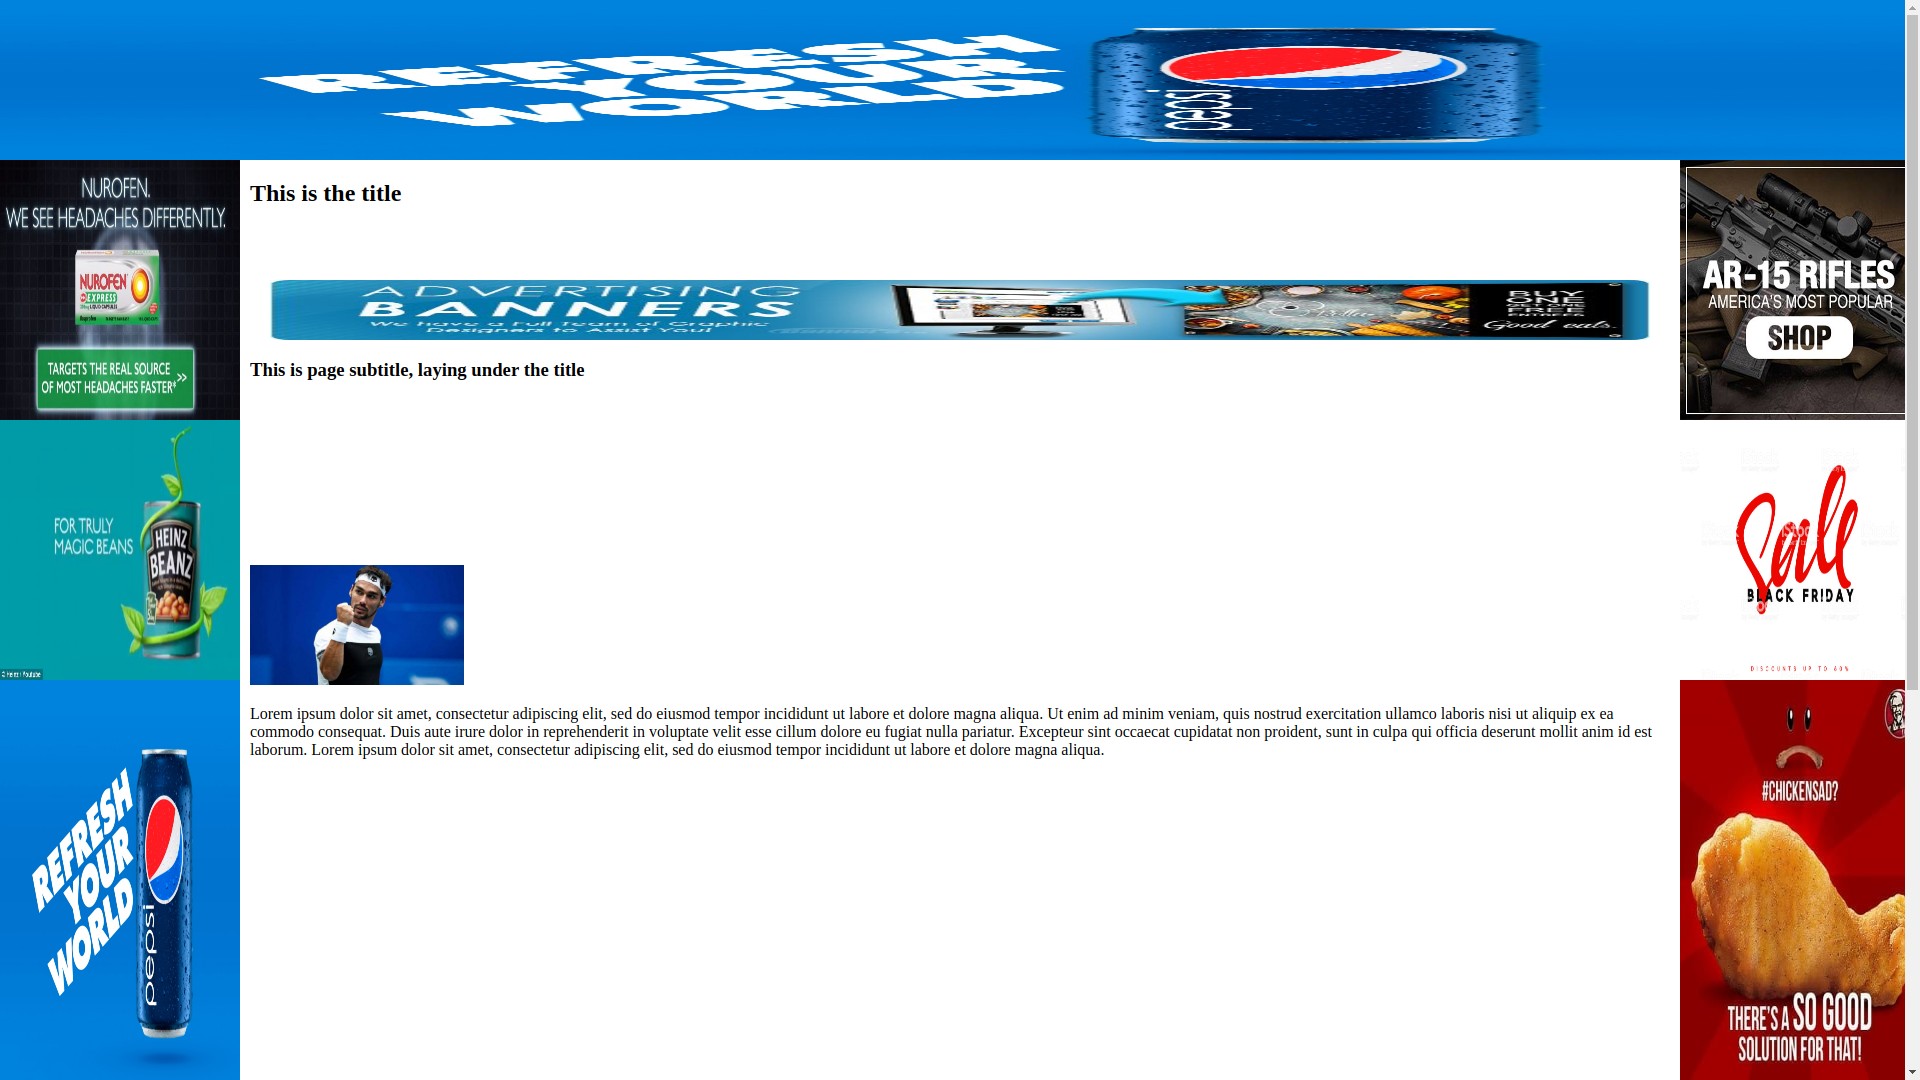 REFRESH
YOUR
WORLD
pepsi
NUROFEN.
WE SEE HEADACHES DIFFERENTLY.
NUROFEN
EXPRESS
TARGETS THE REAL SOURCE
OF MOST HEADACHES FASTER* »
This is the title
AR-15 RIFLES
AMERICA'S MOST POPULAR
SHOP
ADVERTISING
BANNERS
We have a Full Team of Graphic
Designers to Assist You!
BUY
ONE
GET ONE
FREE
Good eats.
This is page subtitle, laying under the title
FOR TRULY
MAGIC BEANS
HEINZ
BEANZ
© Heinz / Youtube
Sale
BLACK FRIDAY
DISCOUNTS UP TO 60%
iStock
Lorem ipsum dolor sit amet, consectetur adipiscing elit, sed do eiusmod tempor incididunt ut labore et dolore magna aliqua. Ut enim ad minim veniam, quis nostrud exercitation ullamco laboris nisi ut aliquip ex ea
commodo consequat. Duis aute irure dolor in reprehenderit in voluptate velit esse cillum dolore eu fugiat nulla pariatur. Excepteur sint occaecat cupidatat non proident, sunt in culpa qui officia deserunt mollit anim id est
laborum. Lorem ipsum dolor sit amet, consectetur adipiscing elit, sed do eiusmod tempor incididunt ut labore et dolore magna aliqua.
REFRESH
YOUR
WORLD
pepsi
#CHICKENSAD?
THERE'S A SO GOOD
SOLUTION FOR THAT!